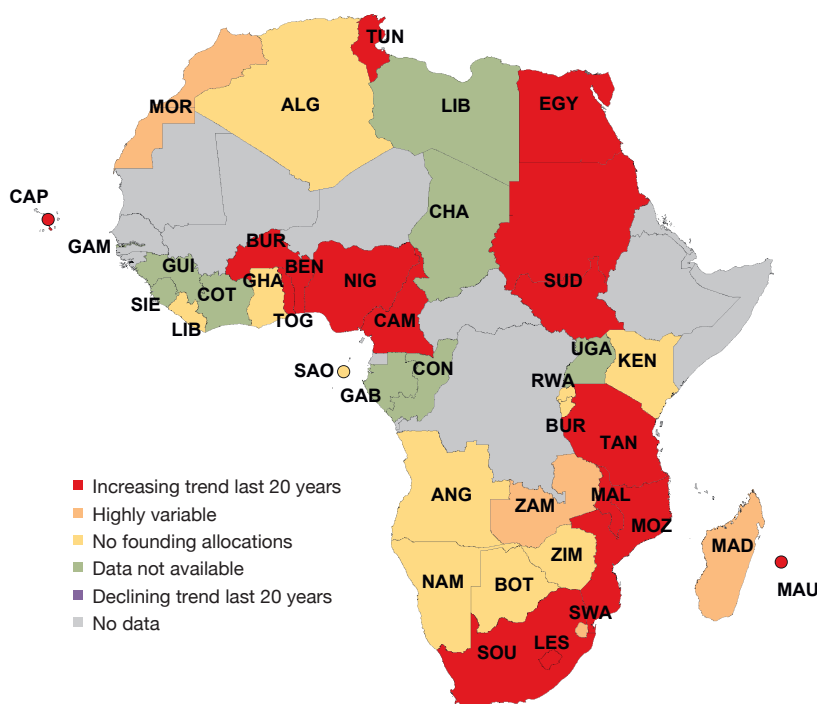 TUN
MOR
ALG
LIB
EGY
CAP
CHA
GAM
BUR
GUI
BEN
NIG
SUD
GHA
SIE
COT
CAM
LIB
TOG
UGA
KEN
SAO
CON
RWA
GAB
BUR
TAN
Increasing trend last 20 years
Highly variable
No founding allocations
Data not available
Declining trend last 20 years
No data
ANG
ZAM
MAL
MOZ
MAD
ZIM
NAM
BOT
MAU
SWA
LES
SOU